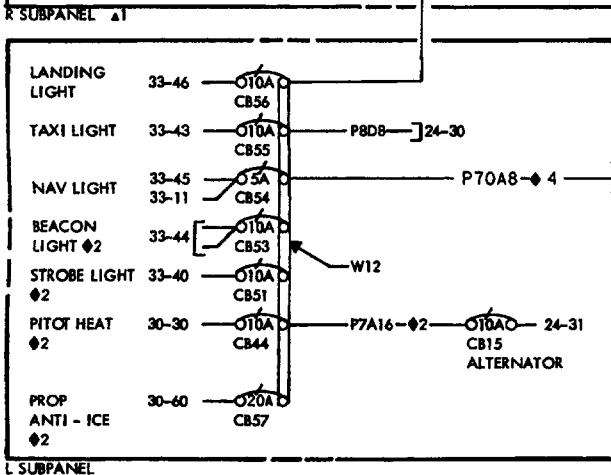 R SUBPANEL ▲1
LANDING LIGHT 33-46 10A CB56
TAXI LIGHT 33-43 10A CB55 P8D8 24-30
NAV LIGHT 33-45 33-11 5A CB54 P70A8 ◆ 4
BEACON LIGHT ◆2 33-44 10A CB53
W12
STROBE LIGHT ◆2 33-40 10A CB51
PITOT HEAT ◆2 30-30 10A CB44 P7A16 ◆2 10A CB15 ALTERNATOR 24-31
PROP ANTI - ICE ◆2 30-60 20A CB57
L SUBPANEL